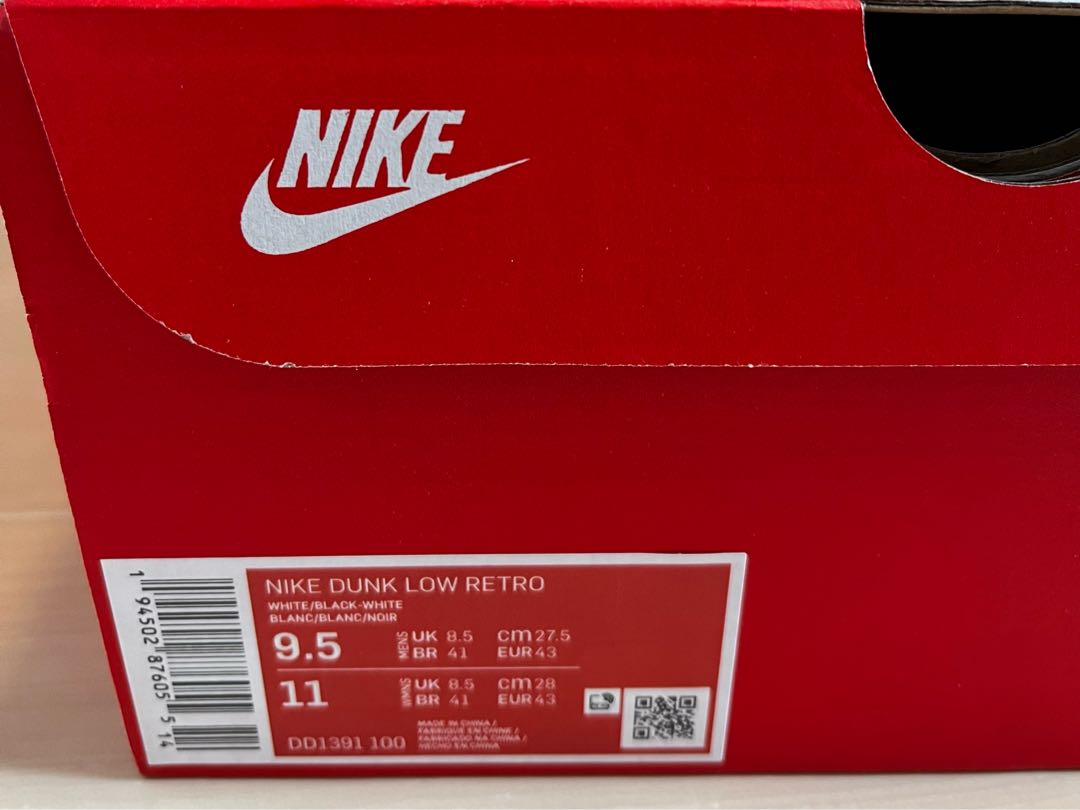 NIKE
NIKE DUNK LOW RETRO
WHITE/BLACK-WHITE
BLANC/BLANC/NOIR
9.5 MENS UK 8.5 cm 27.5
BR 41 EUR 43
11 WMNS UK 8.5 cm 28
BR 41 EUR 43
DD1391 100
MADE IN CHINA /
FABRIQUE EN CHINE /
FABRICADO NA CHINA /
HECHO EN CHINA
1 94502 87605 5 14